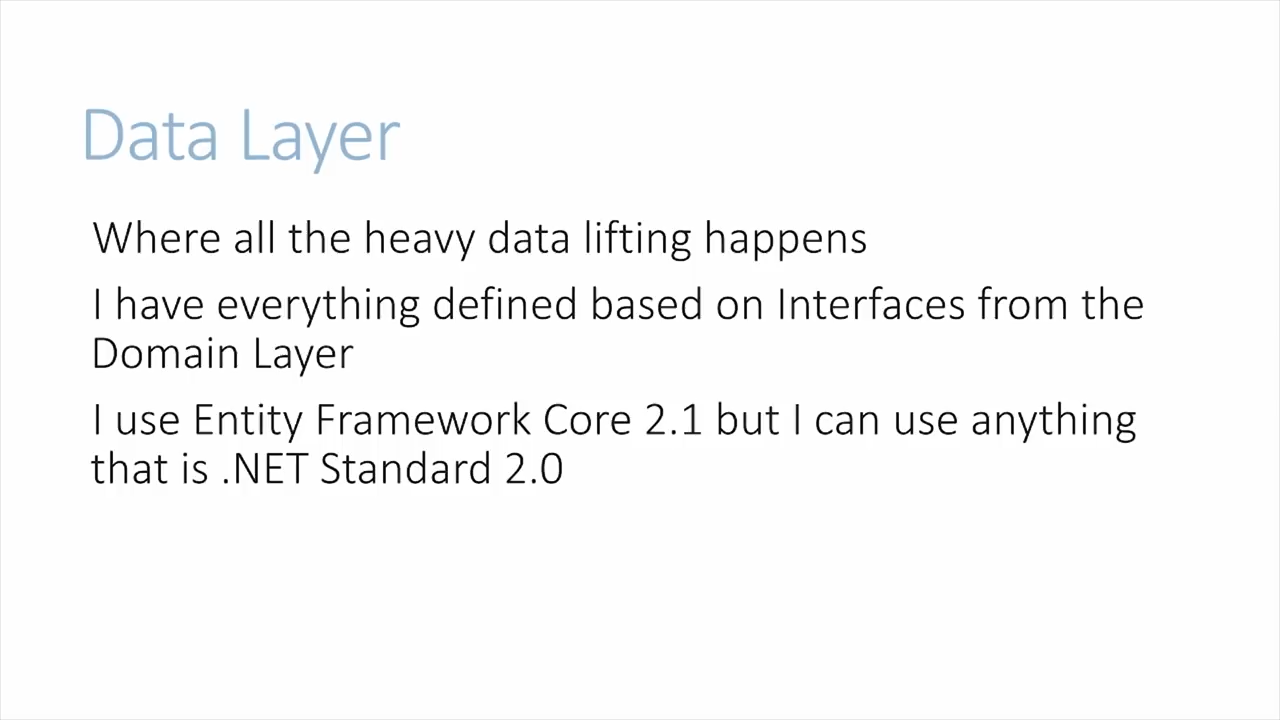 Data Layer
Where all the heavy data lifting happens
I have everything defined based on Interfaces from the
Domain Layer
I use Entity Framework Core 2.1 but I can use anything
that is .NET Standard 2.0